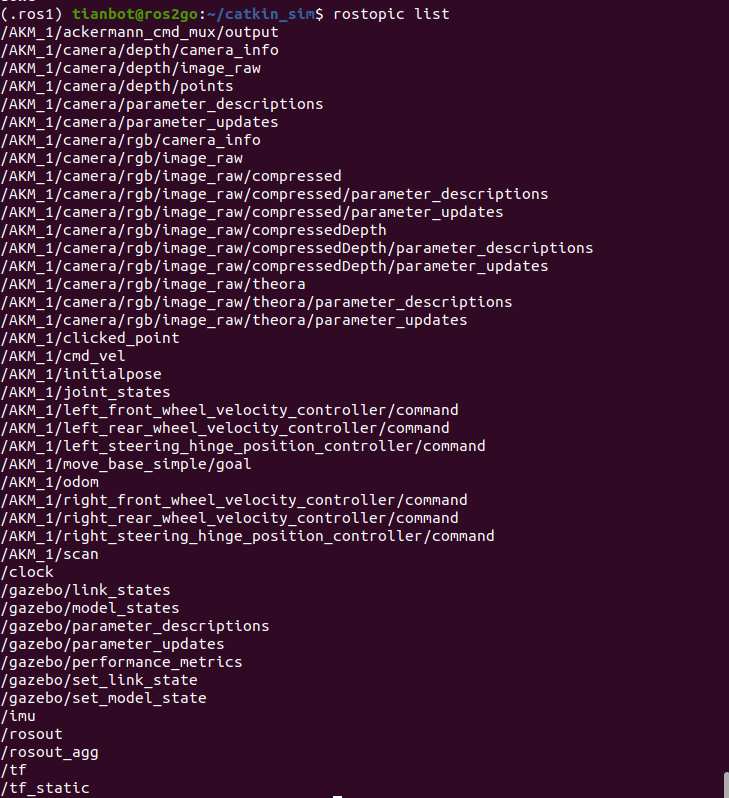 (.ros1) tianbot@ros2go:~/catkin_sim$ rostopic list
/AKM_1/ackermann_cmd_mux/output
/AKM_1/camera/depth/camera_info
/AKM_1/camera/depth/image_raw
/AKM_1/camera/depth/points
/AKM_1/camera/parameter_descriptions
/AKM_1/camera/parameter_updates
/AKM_1/camera/rgb/camera_info
/AKM_1/camera/rgb/image_raw
/AKM_1/camera/rgb/image_raw/compressed
/AKM_1/camera/rgb/image_raw/compressed/parameter_descriptions
/AKM_1/camera/rgb/image_raw/compressed/parameter_updates
/AKM_1/camera/rgb/image_raw/compressedDepth
/AKM_1/camera/rgb/image_raw/compressedDepth/parameter_descriptions
/AKM_1/camera/rgb/image_raw/compressedDepth/parameter_updates
/AKM_1/camera/rgb/image_raw/theora
/AKM_1/camera/rgb/image_raw/theora/parameter_descriptions
/AKM_1/camera/rgb/image_raw/theora/parameter_updates
/AKM_1/clicked_point
/AKM_1/cmd_vel
/AKM_1/initialpose
/AKM_1/joint_states
/AKM_1/left_front_wheel_velocity_controller/command
/AKM_1/left_rear_wheel_velocity_controller/command
/AKM_1/left_steering_hinge_position_controller/command
/AKM_1/move_base_simple/goal
/AKM_1/odom
/AKM_1/right_front_wheel_velocity_controller/command
/AKM_1/right_rear_wheel_velocity_controller/command
/AKM_1/right_steering_hinge_position_controller/command
/AKM_1/scan
/clock
/gazebo/link_states
/gazebo/model_states
/gazebo/parameter_descriptions
/gazebo/parameter_updates
/gazebo/performance_metrics
/gazebo/set_link_state
/gazebo/set_model_state
/imu
/rosout
/rosout_agg
/tf
/tf_static